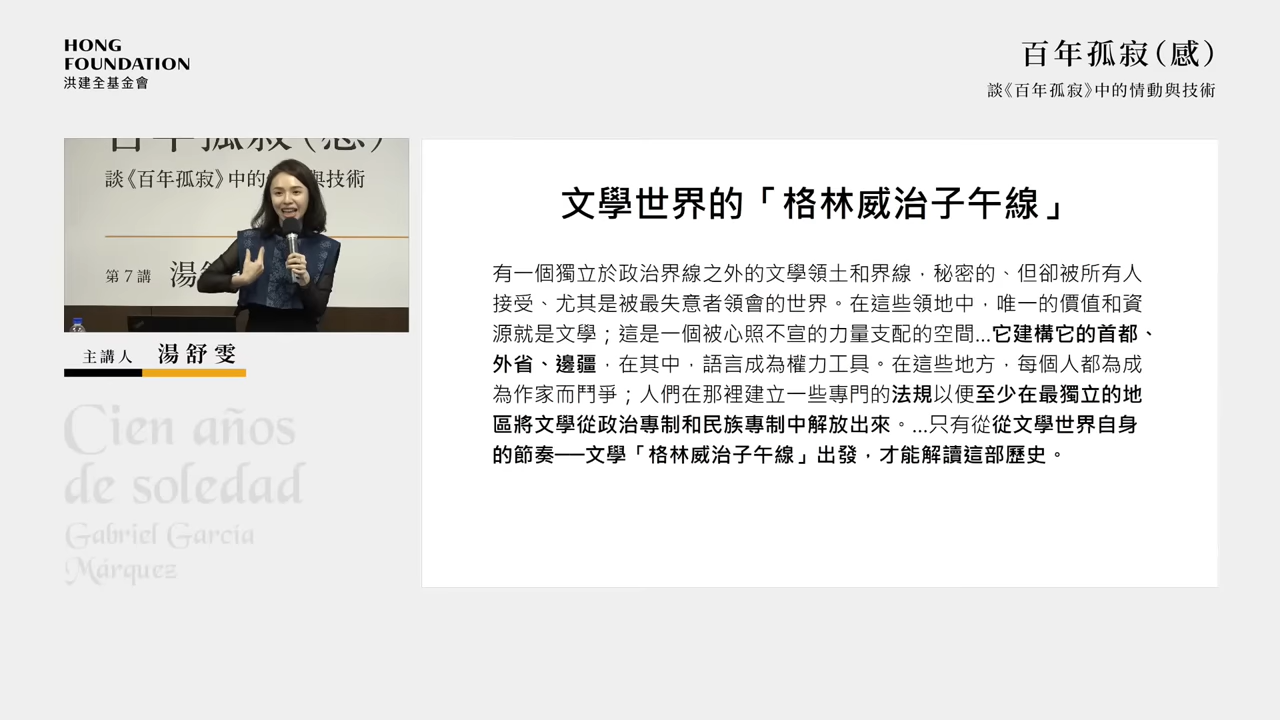 HONG
FOUNDATION
洪建全基金會
百年孤寂（感）
談《百年孤寂》中的情動與技術
百年孤寂（感）
談《百年孤寂》中的 與技術
第7講 湯舒
主講人 湯舒雯
Cien años
de soledad
Gabriel García
Márquez
文學世界的「格林威治子午線」
有一個獨立於政治界線之外的文學領土和界線，秘密的、但卻被所有人
接受、尤其是被最失意者領會的世界。在這些領地中，唯一的價值和資
源就是文學；這是一個被心照不宣的力量支配的空間...它建構它的首都、
外省、邊疆，在其中，語言成為權力工具。在這些地方，每個人都為成
為作家而鬥爭；人們在那裡建立一些專門的法規以便至少在最獨立的地
區將文學從政治專制和民族專制中解放出來。...只有從從文學世界自身
的節奏──文學「格林威治子午線」出發，才能解讀這部歷史。